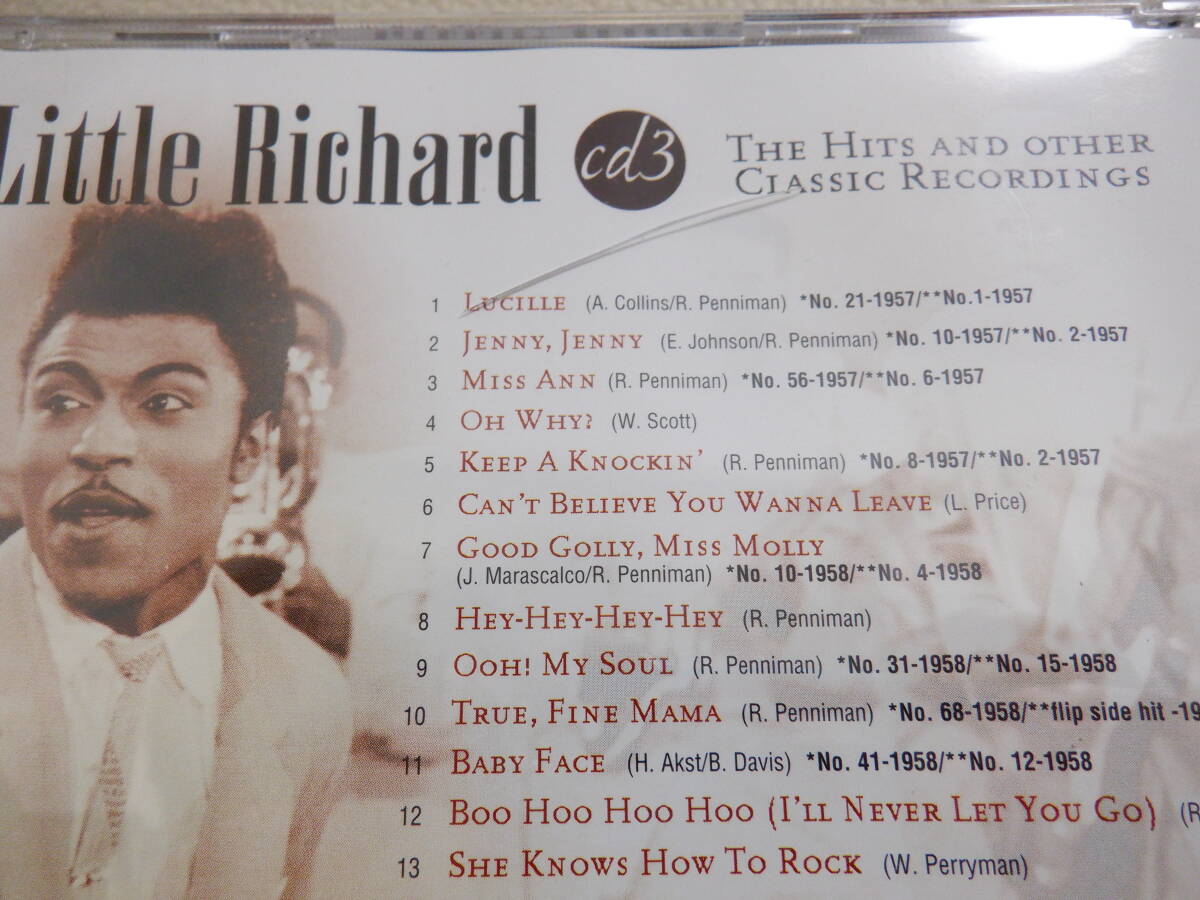 Little Richard
cd3
THE HITS AND OTHER
CLASSIC RECORDINGS
1 LUCILLE (A. Collins/R. Penniman) *No. 21-1957/**No.1-1957
2 JENNY, JENNY (E. Johnson/R. Penniman) *No. 10-1957/**No. 2-1957
3 MISS ANN (R. Penniman) *No. 56-1957/**No. 6-1957
4 OH WHY? (W. Scott)
5 KEEP A KNOCKIN' (R. Penniman) *No. 8-1957/**No. 2-1957
6 CAN'T BELIEVE YOU WANNA LEAVE (L. Price)
7 GOOD GOLLY, MISS MOLLY
(J. Marascalco/R. Penniman) *No. 10-1958/**No. 4-1958
8 HEY-HEY-HEY-HEY (R. Penniman)
9 OOH! MY SOUL (R. Penniman) *No. 31-1958/**No. 15-1958
10 TRUE, FINE MAMA (R. Penniman) *No. 68-1958/**flip side hit -19
11 BABY FACE (H. Akst/B. Davis) *No. 41-1958/**No. 12-1958
12 BOO HOO HOO HOO (I'LL NEVER LET YOU GO) (R
13 SHE KNOWS HOW TO ROCK (W. Perryman)